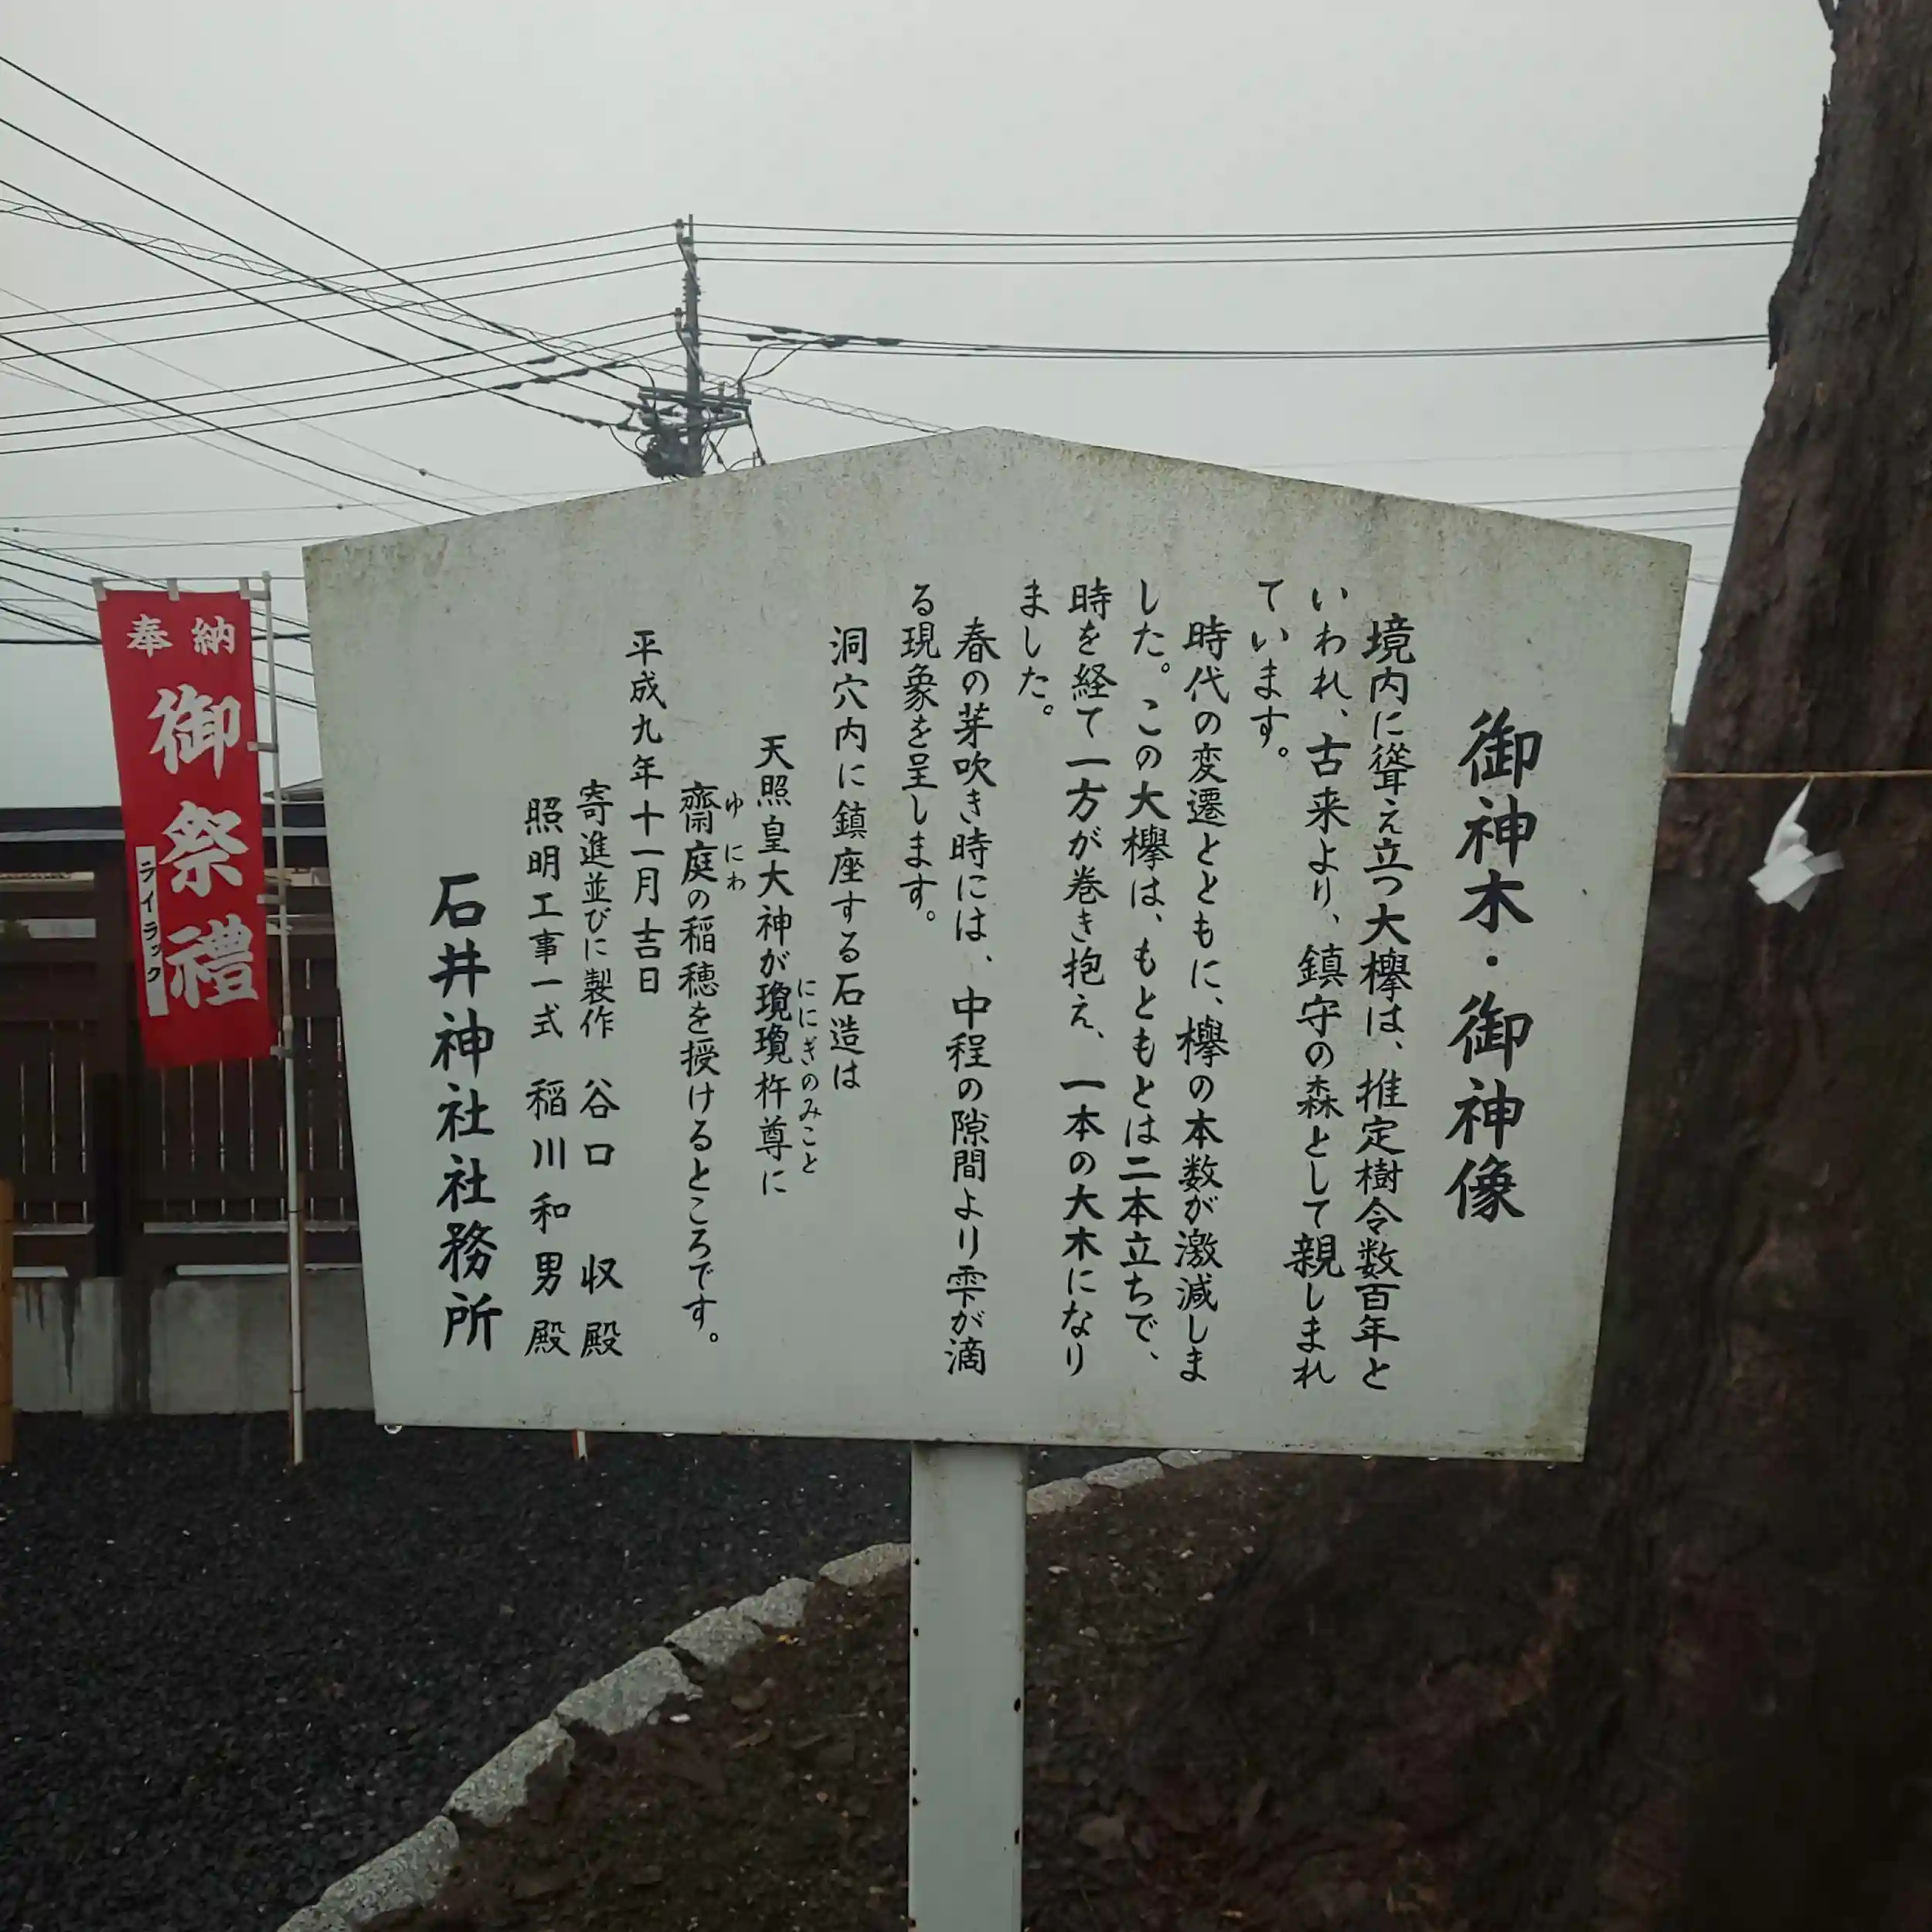 御神木・御神像
境内に聳え立つ大欅は、推定樹令数百年と
いわれ、古来より、鎮守の森として親しまれ
ています。
時代の変遷とともに、欅の本数が激減しま
した。この大欅は、もともとは二本立ちで、
時を経て一方が巻き抱え、一本の大木になり
ました。
春の芽吹き時には、中程の隙間より雫が滴
る現象を呈します。
洞穴内に鎮座する石造は
ににぎのみこと
天照皇大神が瓊瓊杵尊に
ゆにわ
齋庭の稲穂を授けるところです。
平成九年十一月吉日
寄進並びに製作 谷口 収殿
照明工事一式 稲川和男殿
石井神社社務所
奉納
御祭禮
ライラック